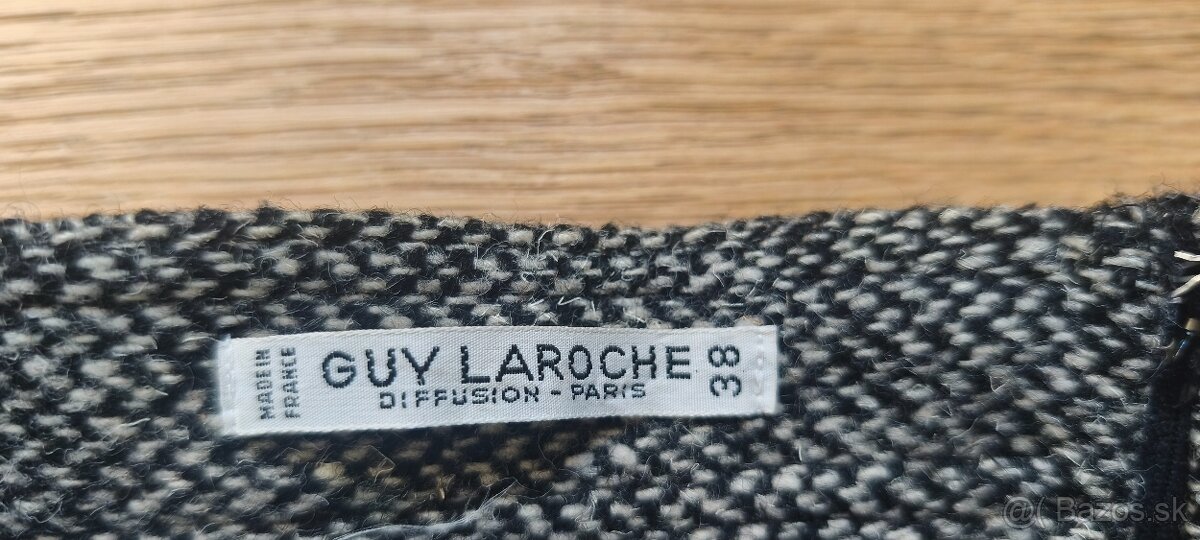 MADE IN
FRANCE
GUY LAROCHE
DIFFUSION - PARIS
38
@( Bazos.sk